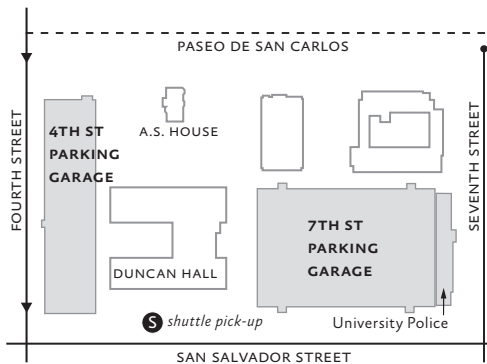 PASEO DE SAN CARLOS
FOURTH STREET
4TH ST
PARKING
GARAGE
A.S. HOUSE
SEVENTH STREET
DUNCAN HALL
7TH ST
PARKING
GARAGE
S shuttle pick-up
University Police
SAN SALVADOR STREET